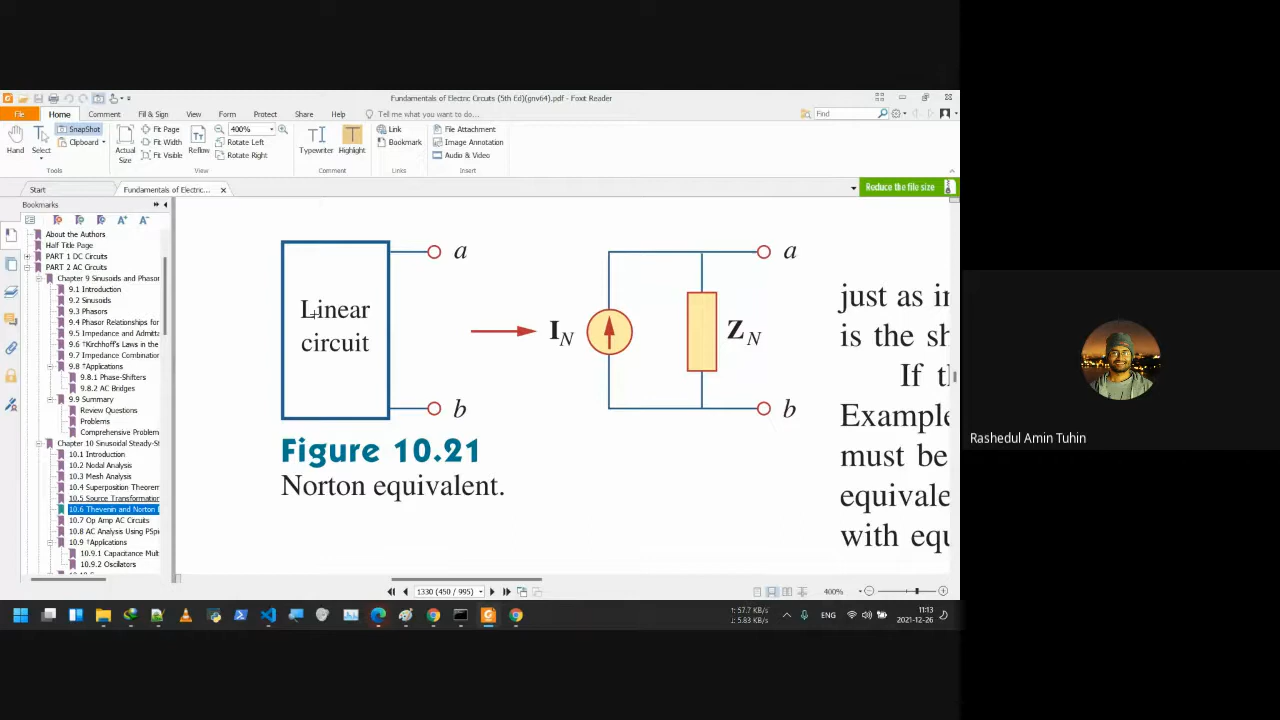 Fundamentals of Electric Circuits (5th Ed)(gnv64).pdf - Foxit Reader
File Home Comment Fill & Sign View Form Protect Share Help Tell me what you want to do... Find
Hand
Select
SnapShot
Clipboard
Tools
Actual Size
Fit Page
Fit Width
Fit Visible
Reflow
400%
Rotate Left
Rotate Right
View
Typewriter
Highlight
Comment
Link
Bookmark
Links
File Attachment
Image Annotation
Audio & Video
Insert
Start
Fundamentals of Electric...
Reduce the file size
Bookmarks
About the Authors
Half Title Page
PART 1 DC Circuits
PART 2 AC Circuits
Chapter 9 Sinusoids and Phasor
9.1 Introduction
9.2 Sinusoids
9.3 Phasors
9.4 Phasor Relationships for
9.5 Impedance and Admitta
9.6 †Kirchhoff's Laws in the
9.7 Impedance Combination
9.8 †Applications
9.8.1 Phase-Shifters
9.8.2 AC Bridges
9.9 Summary
Review Questions
Problems
Comprehensive Problem
Chapter 10 Sinusoidal Steady-St
10.1 Introduction
10.2 Nodal Analysis
10.3 Mesh Analysis
10.4 Superposition Theorem
10.5 Source Transformation
10.6 Thevenin and Norton E
10.7 Op Amp AC Circuits
10.8 AC Analysis Using PSpi
10.9 †Applications
10.9.1 Capacitance Mult
10.9.2 Oscillators
Linear
circuit
a
b
I_N
Z_N
a
b
Figure 10.21
Norton equivalent.
just as in
is the sh
If th
Example
must be
equivale
with equ
1330 (450 / 995)
400%
↑: 57.7 KB/s
↓: 5.83 KB/s
ENG
11:13
2021-12-26
Rashedul Amin Tuhin